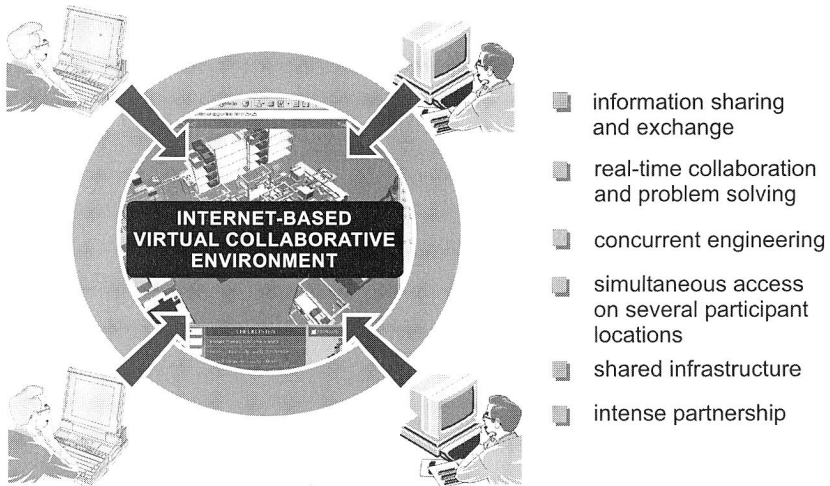 INTERNET-BASED
VIRTUAL COLLABORATIVE
ENVIRONMENT
information sharing
and exchange
real-time collaboration
and problem solving
concurrent engineering
simultaneous access
on several participant
locations
shared infrastructure
intense partnership